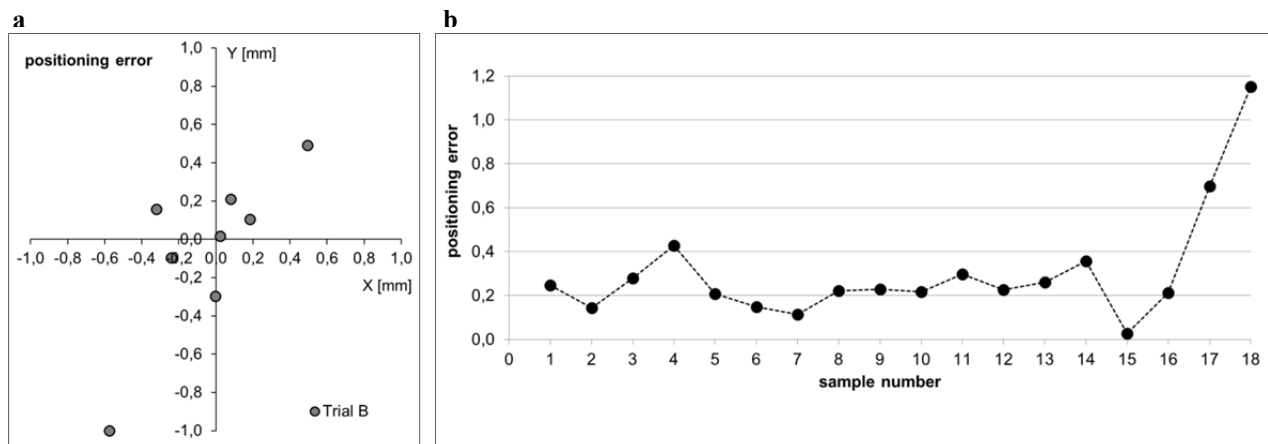 a
positioning error
Y [mm]
1,0
0,8
0,6
0,4
0,2
0,0
-1,0 -0,8 -0,6 -0,4 -0,2 0,0 0,2 0,4 0,6 0,8 1,0
X [mm]
-0,2
-0,4
-0,6
-0,8
-1,0
Trial B
b
positioning error
1,2
1,0
0,8
0,6
0,4
0,2
0,0
0 1 2 3 4 5 6 7 8 9 10 11 12 13 14 15 16 17 18
sample number